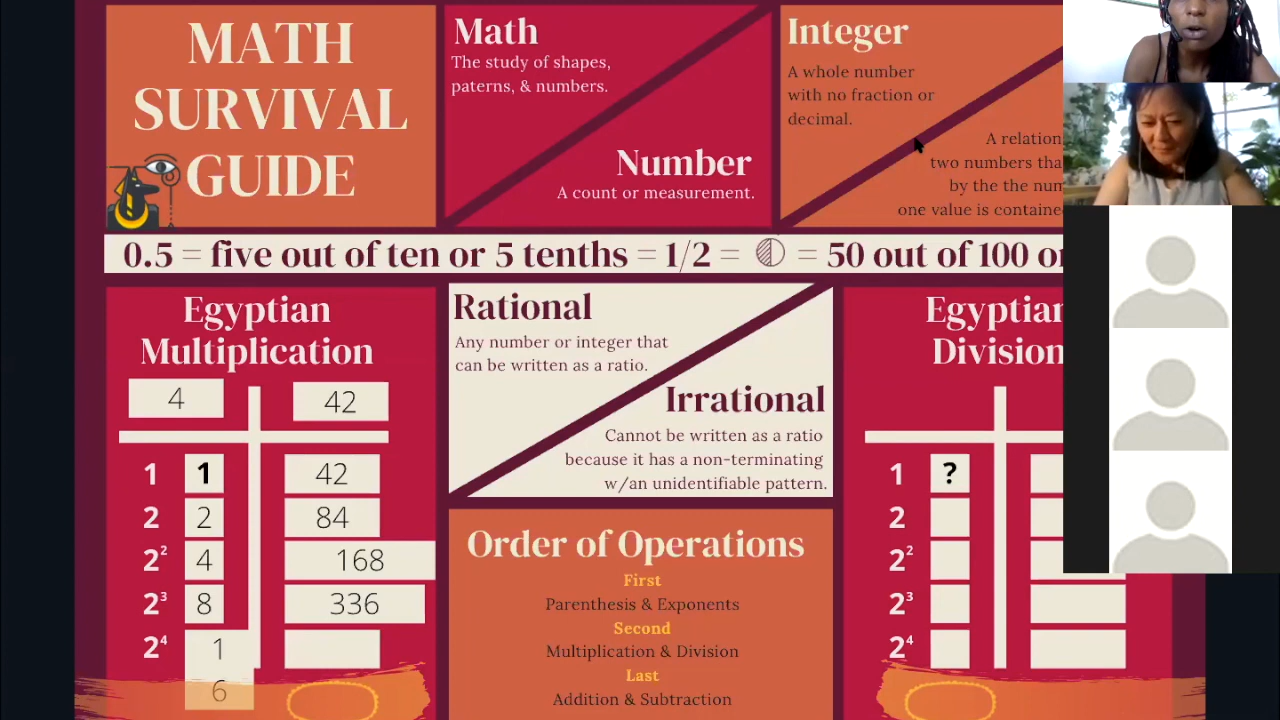 MATH
SURVIVAL
GUIDE
Math
The study of shapes,
paterns, & numbers.
Number
A count or measurement.
Integer
A whole number
with no fraction or
decimal.
A relation
two numbers tha
by the the num
one value is containe
0.5 = five out of ten or 5 tenths = 1/2 = = 50 out of 100 or
Egyptian
Multiplication
4 42
1 1 42
2 2 84
2² 4 168
2³ 8 336
2⁴ 1
6
Rational
Any number or integer that
can be written as a ratio.
Irrational
Cannot be written as a ratio
because it has a non-terminating
w/an unidentifiable pattern.
Order of Operations
First
Parenthesis & Exponents
Second
Multiplication & Division
Last
Addition & Subtraction
Egyptian
Division
1 ?
2
2²
2³
2⁴